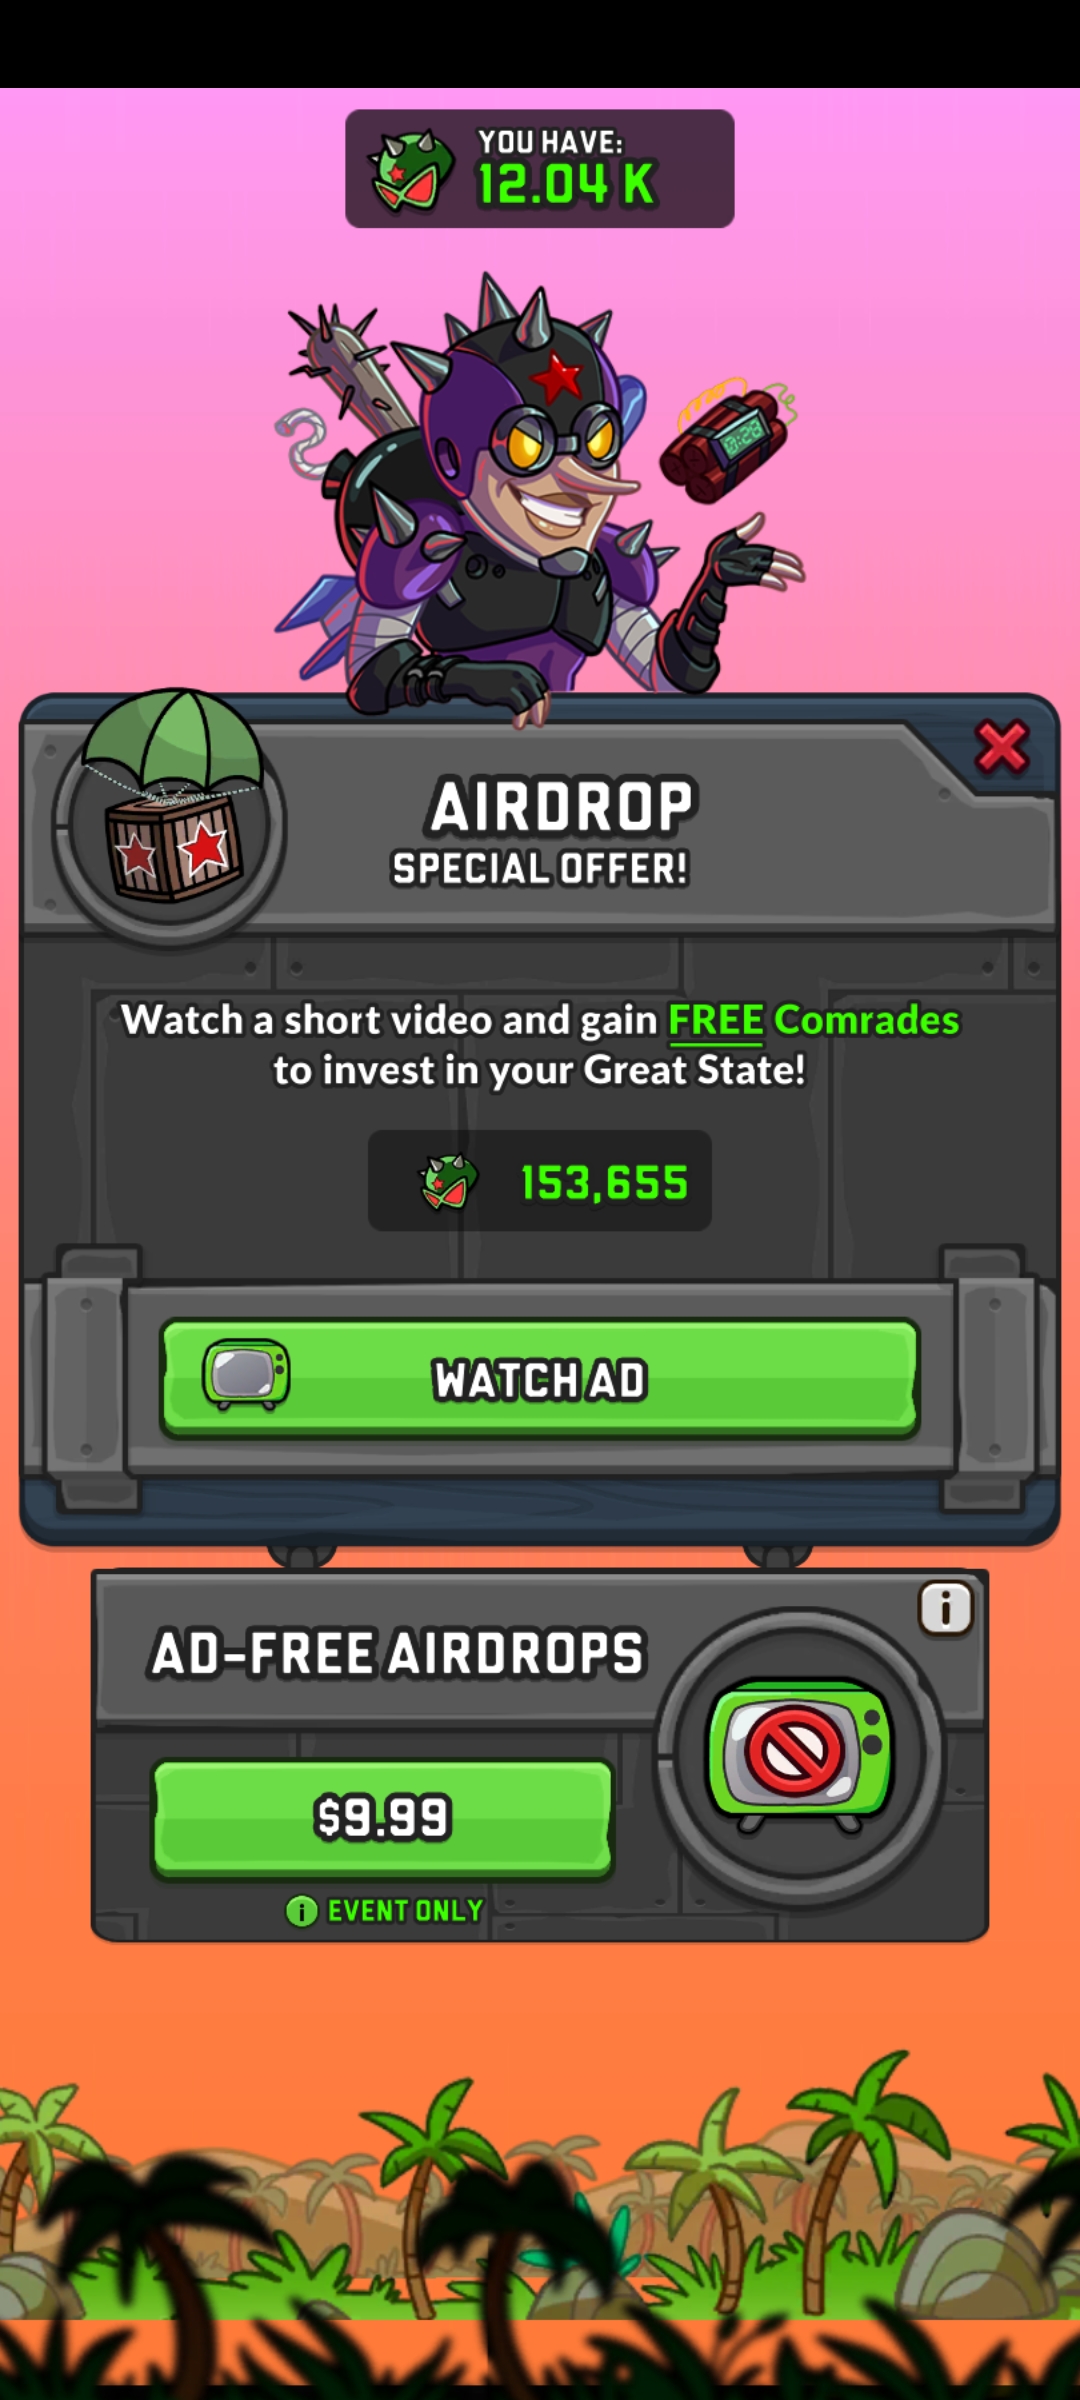 YOU HAVE:
12.04 K
0:28
AIRDROP
SPECIAL OFFER!
Watch a short video and gain FREE Comrades
to invest in your Great State!
153,655
WATCH AD
AD-FREE AIRDROPS
$9.99
EVENT ONLY